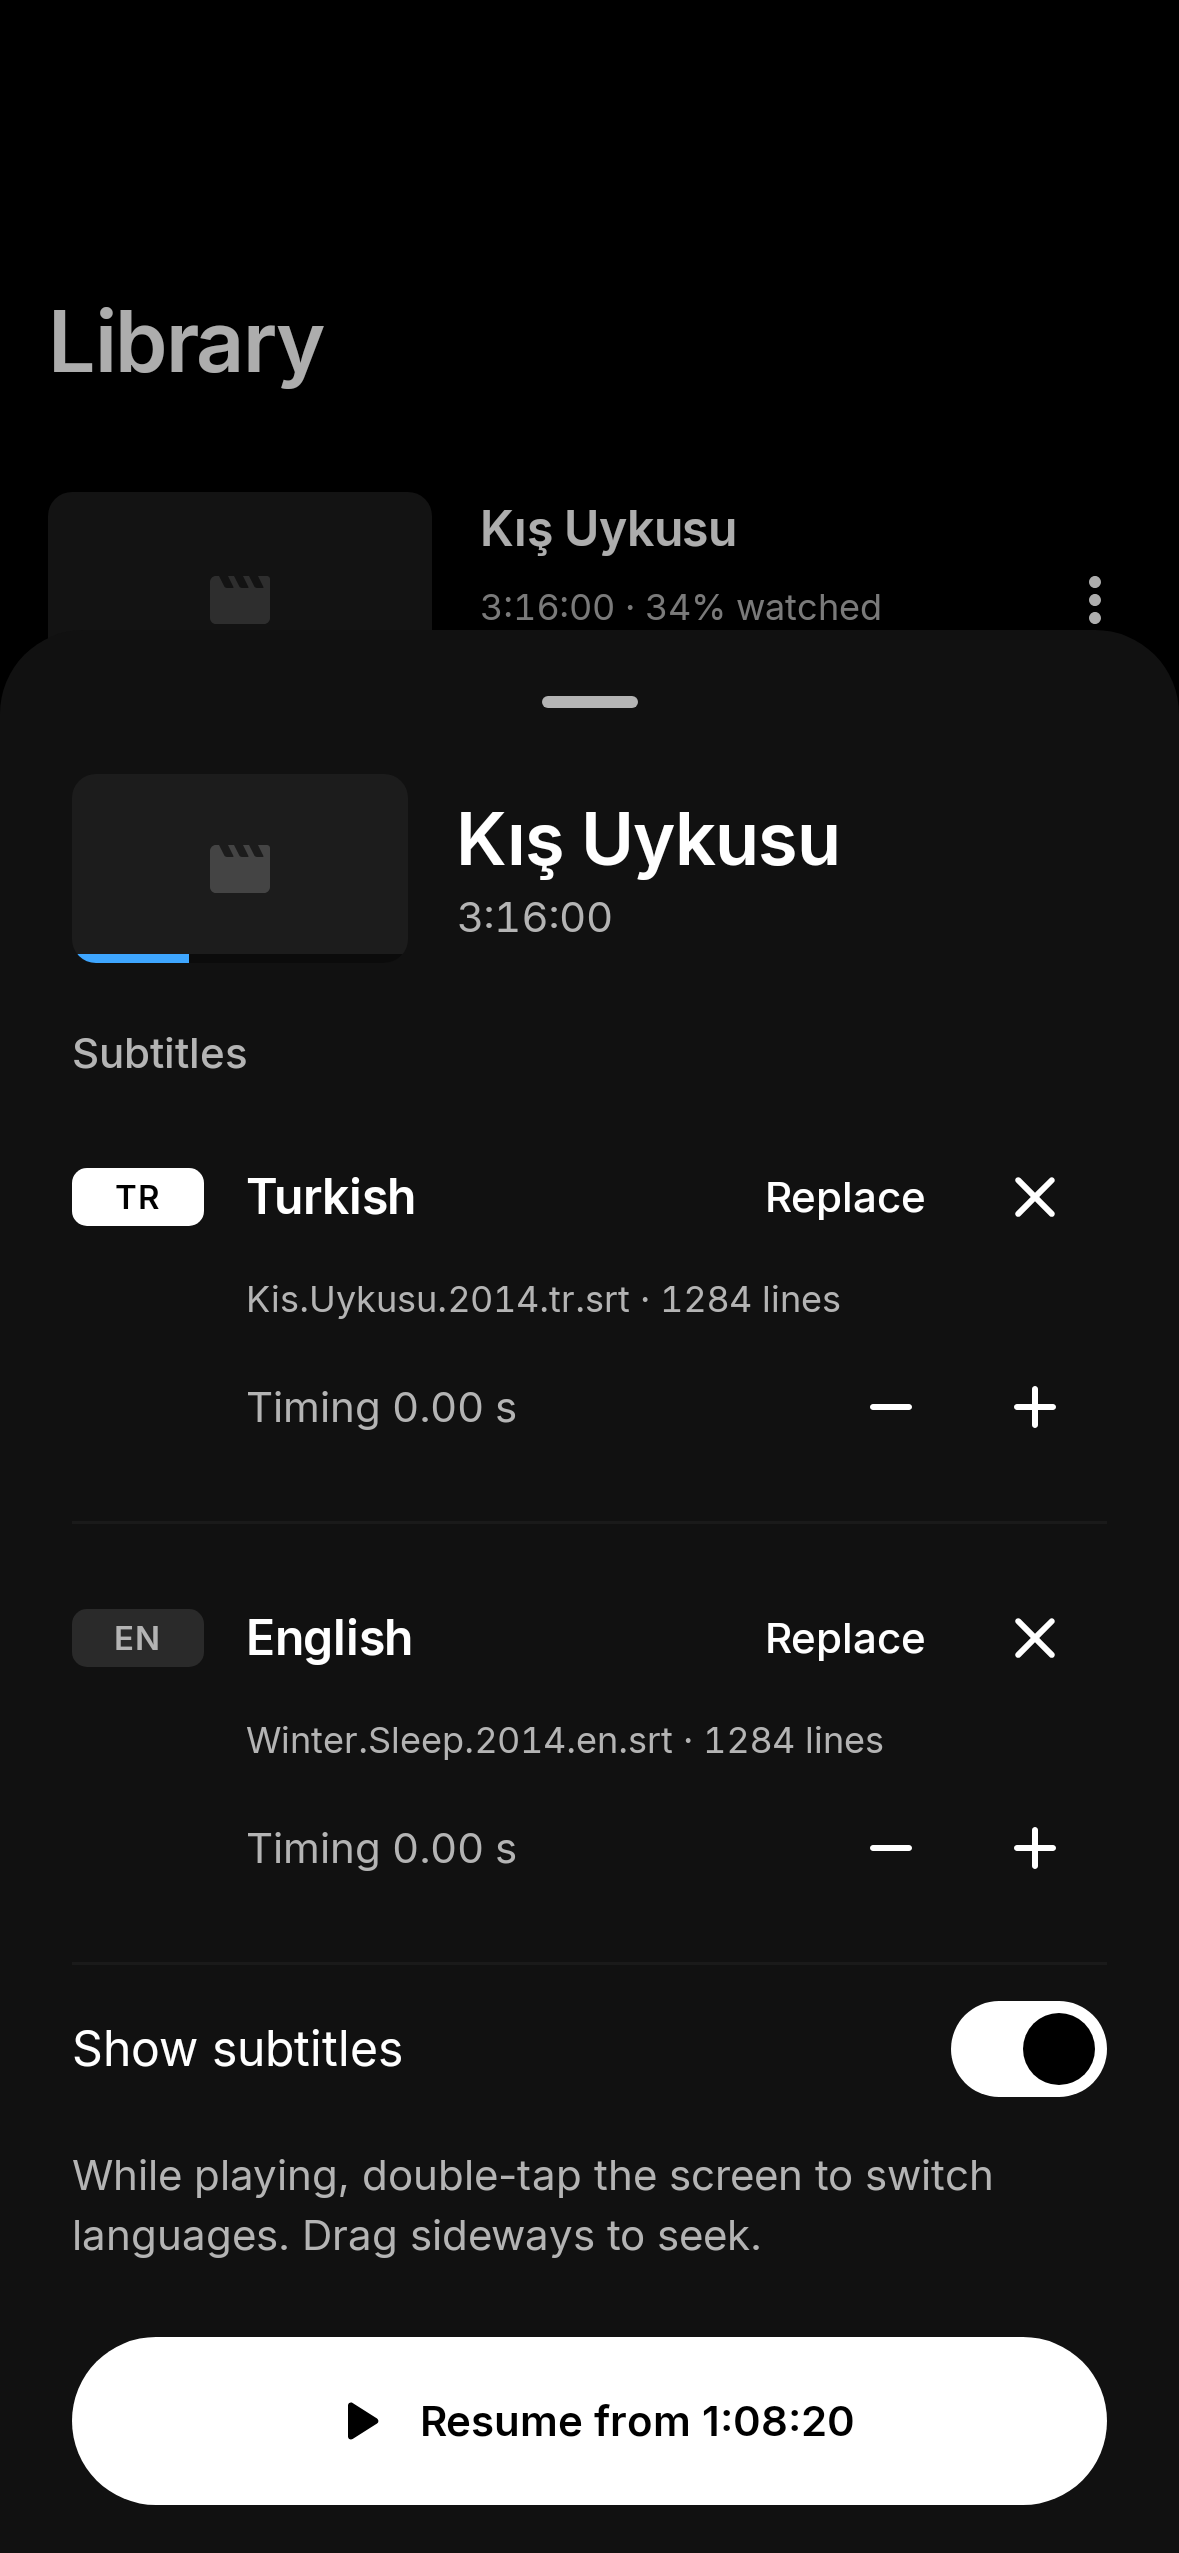 Library
Kış Uykusu
3:16:00 · 34% watched
Kış Uykusu
3:16:00
Subtitles
TR Turkish Replace
Kis.Uykusu.2014.tr.srt · 1284 lines
Timing 0.00 s
EN English Replace
Winter.Sleep.2014.en.srt · 1284 lines
Timing 0.00 s
Show subtitles
While playing, double-tap the screen to switch
languages. Drag sideways to seek.
Resume from 1:08:20